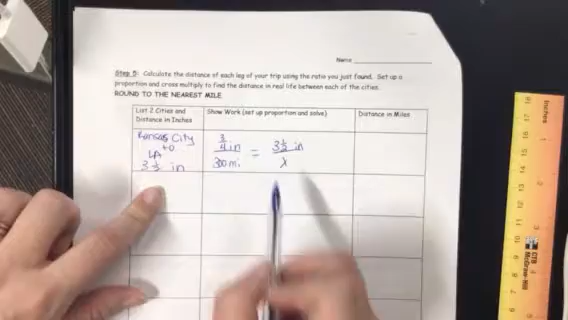 Name
Step 5: Calculate the distance of each leg of your trip using the ratio you just found. Set up a
proportion and cross multiply to find the distance in real life between each of the cities.
ROUND TO THE NEAREST MILE
List 2 Cities and
Distance in Inches
Show Work (set up proportion and solve)
Distance in Miles
Kansas City
to
LA
3 1/2 in
3/4 in
300 mi
=
3 1/2 in
x
Inches
CTB
McGraw-Hill